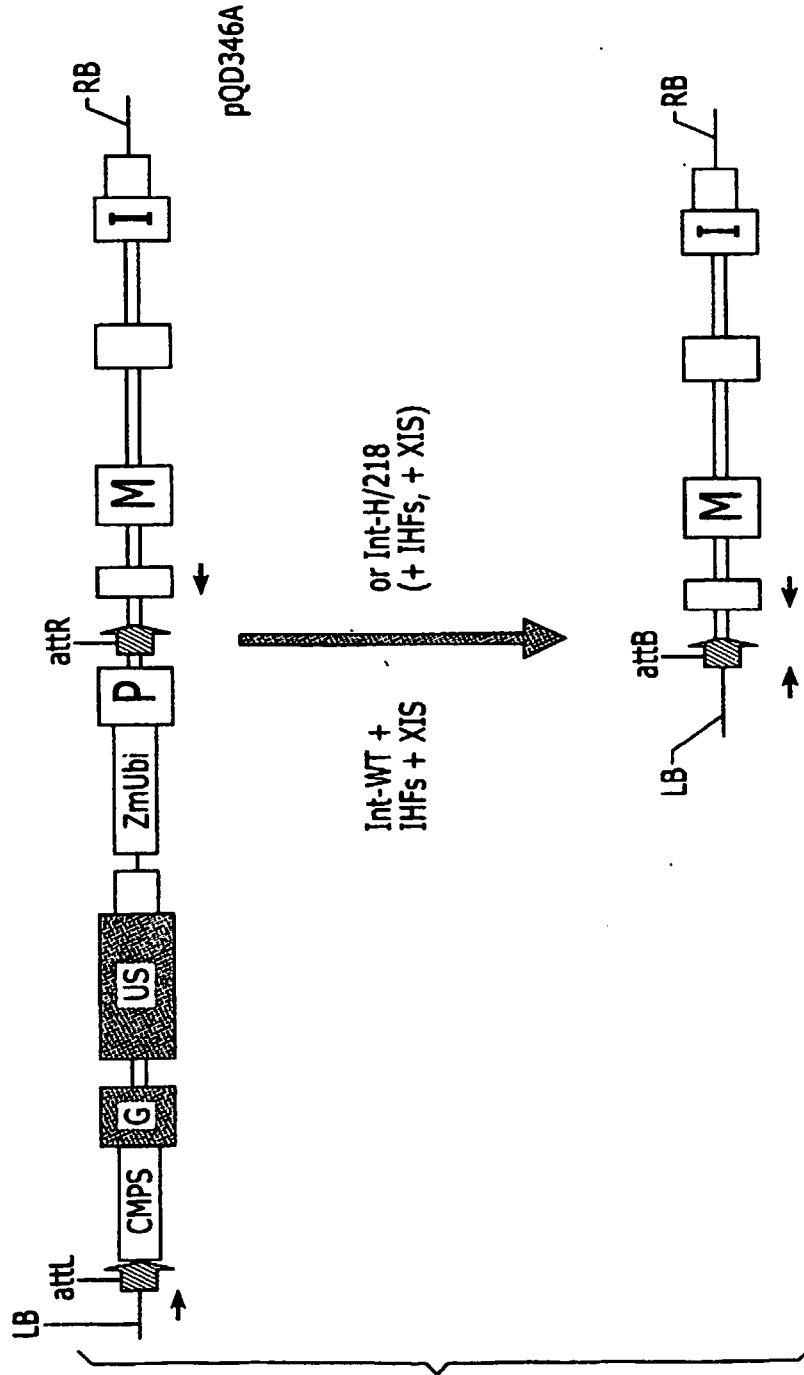 LB
attL
CMPS
G
US
ZmUbi
P
attR
M
I
RB
pQD346A
Int-WT +
IHFs + XIS
or Int-H/218
(+ IHFs, + XIS)
LB
attB
M
I
RB